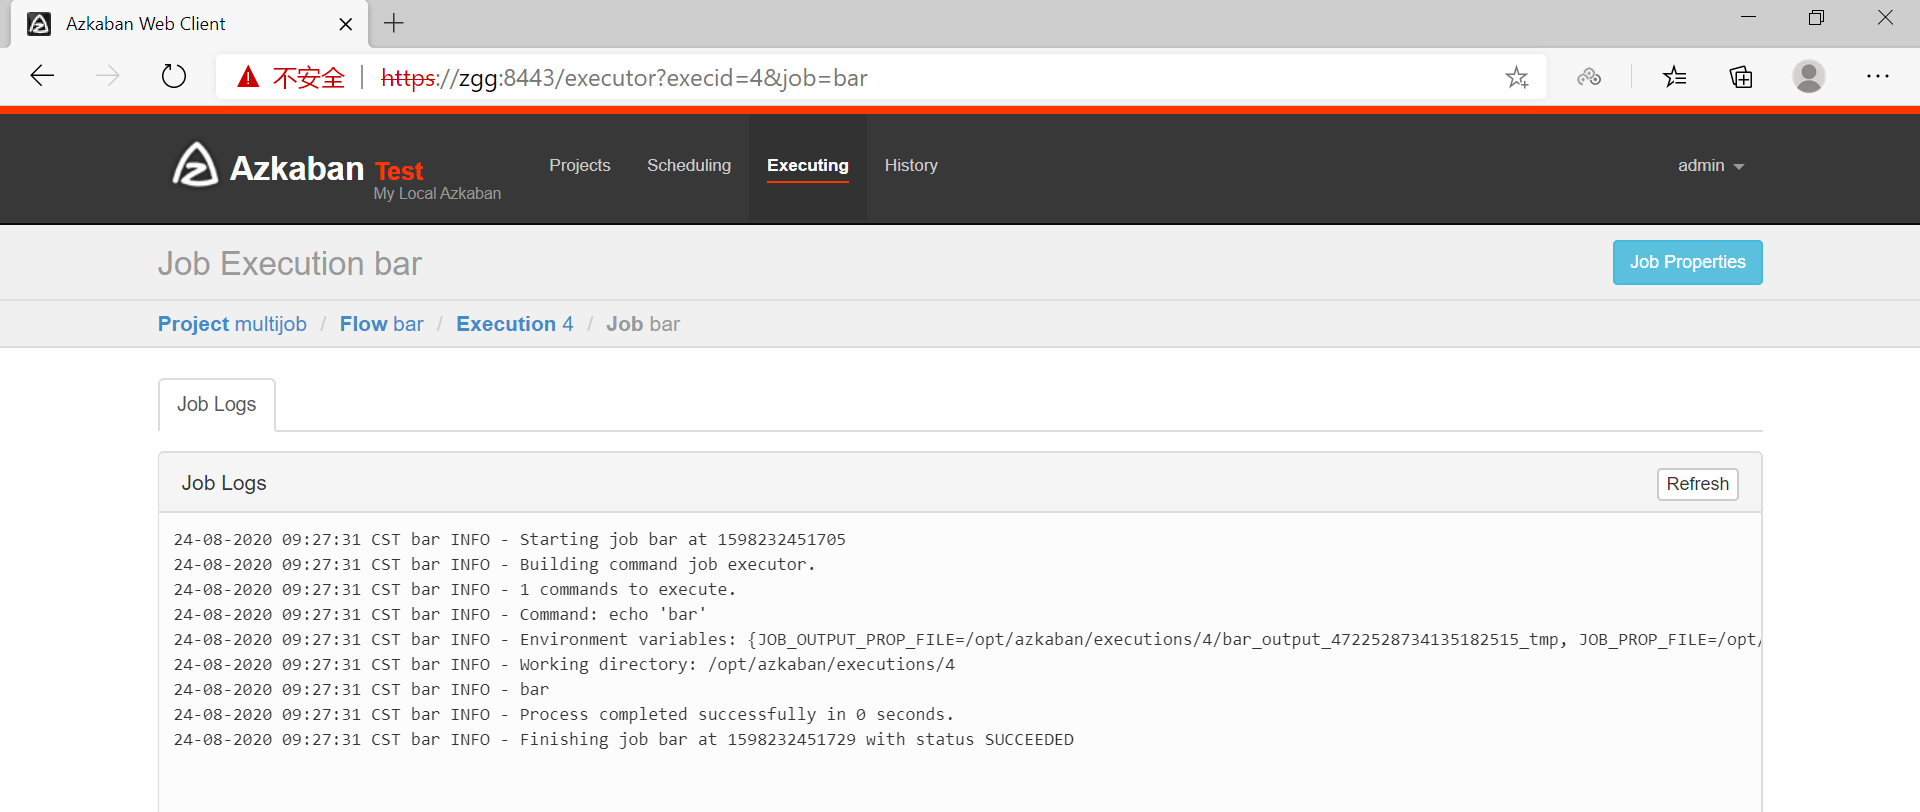 Azkaban Web Client
不安全 | https://zgg:8443/executor?execid=4&job=bar
Azkaban Test
My Local Azkaban
Projects Scheduling Executing History
admin
Job Execution bar
Job Properties
Project multijob / Flow bar / Execution 4 / Job bar
Job Logs
Job Logs
Refresh
24-08-2020 09:27:31 CST bar INFO - Starting job bar at 1598232451705
24-08-2020 09:27:31 CST bar INFO - Building command job executor.
24-08-2020 09:27:31 CST bar INFO - 1 commands to execute.
24-08-2020 09:27:31 CST bar INFO - Command: echo 'bar'
24-08-2020 09:27:31 CST bar INFO - Environment variables: {JOB_OUTPUT_PROP_FILE=/opt/azkaban/executions/4/bar_output_4722528734135182515_tmp, JOB_PROP_FILE=/opt/
24-08-2020 09:27:31 CST bar INFO - Working directory: /opt/azkaban/executions/4
24-08-2020 09:27:31 CST bar INFO - bar
24-08-2020 09:27:31 CST bar INFO - Process completed successfully in 0 seconds.
24-08-2020 09:27:31 CST bar INFO - Finishing job bar at 1598232451729 with status SUCCEEDED